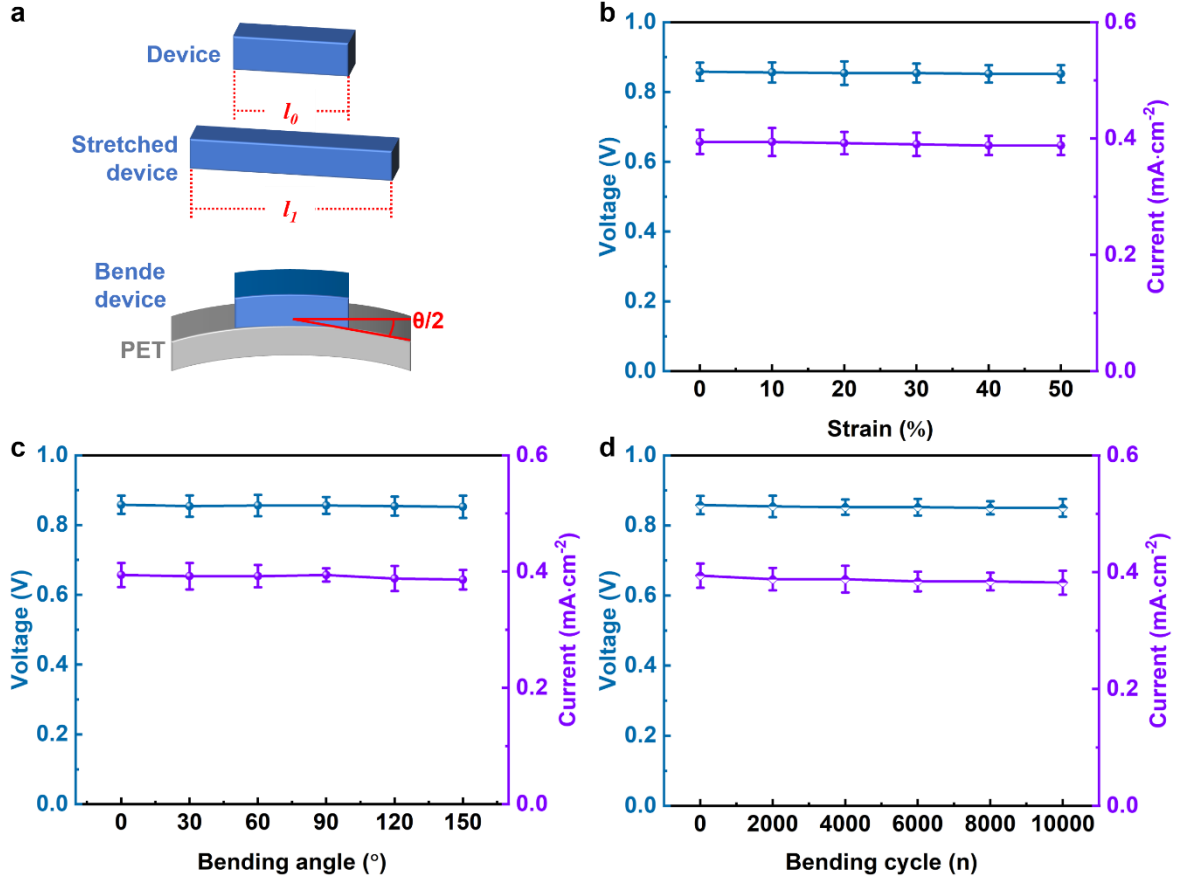 a
Device
l0
Stretched
device
l1
Bende
device
θ/2
PET
b
1.0
0.8
0.6
0.4
0.2
0.0
Voltage (V)
0.6
0.4
0.2
0.0
Current (mA·cm-2)
0 10 20 30 40 50
Strain (%)
c
1.0
0.8
0.6
0.4
0.2
0.0
Voltage (V)
0.6
0.4
0.2
0.0
Current (mA·cm-2)
0 30 60 90 120 150
Bending angle (°)
d
1.0
0.8
0.6
0.4
0.2
0.0
Voltage (V)
0.6
0.4
0.2
0.0
Current (mA·cm-2)
0 2000 4000 6000 8000 10000
Bending cycle (n)